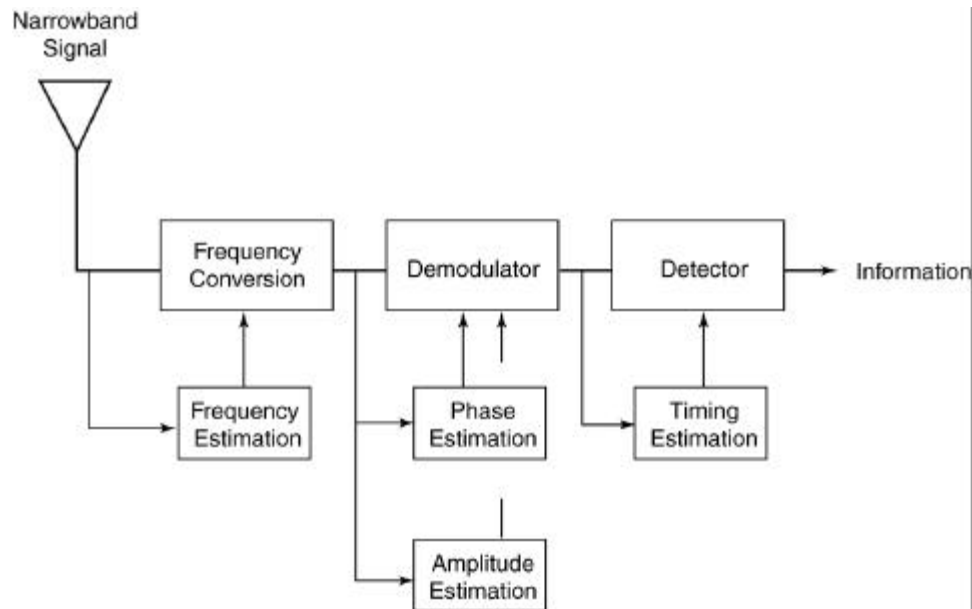 Narrowband
Signal
Frequency
Conversion
Demodulator
Detector
Information
Frequency
Estimation
Phase
Estimation
Timing
Estimation
Amplitude
Estimation